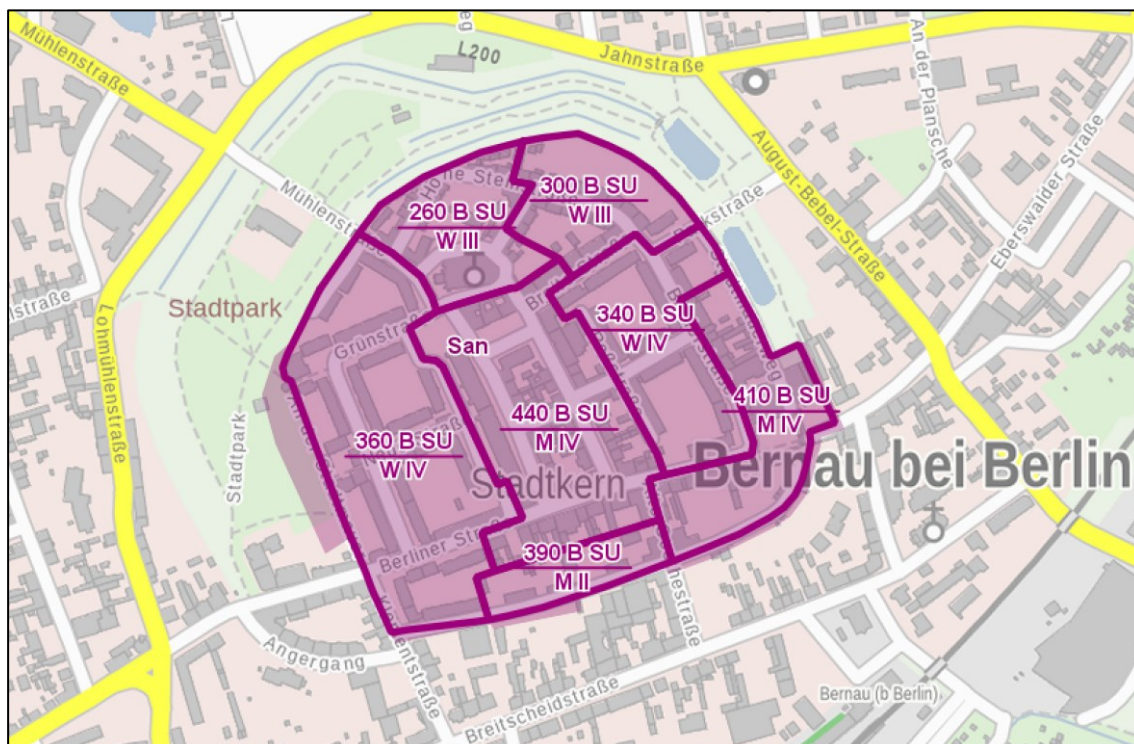 Mühlenstraße
L200
Jahnstraße
An der Plansche
August-Bebel-Straße
Eberswalder Straße
Mühlenstraße
Hohe Stein
300 B SU
W III
260 B SU
W III
Stadtpark
Lohmühlenstraße
Grünstraße
San
340 B SU
W IV
410 B SU
M IV
440 B SU
M IV
360 B SU
W IV
Stadtpark
Stadtkern
Bernau bei Berlin
Berliner Straße
390 B SU
M II
Angergang
Breitscheidstraße
Bernau (b Berlin)